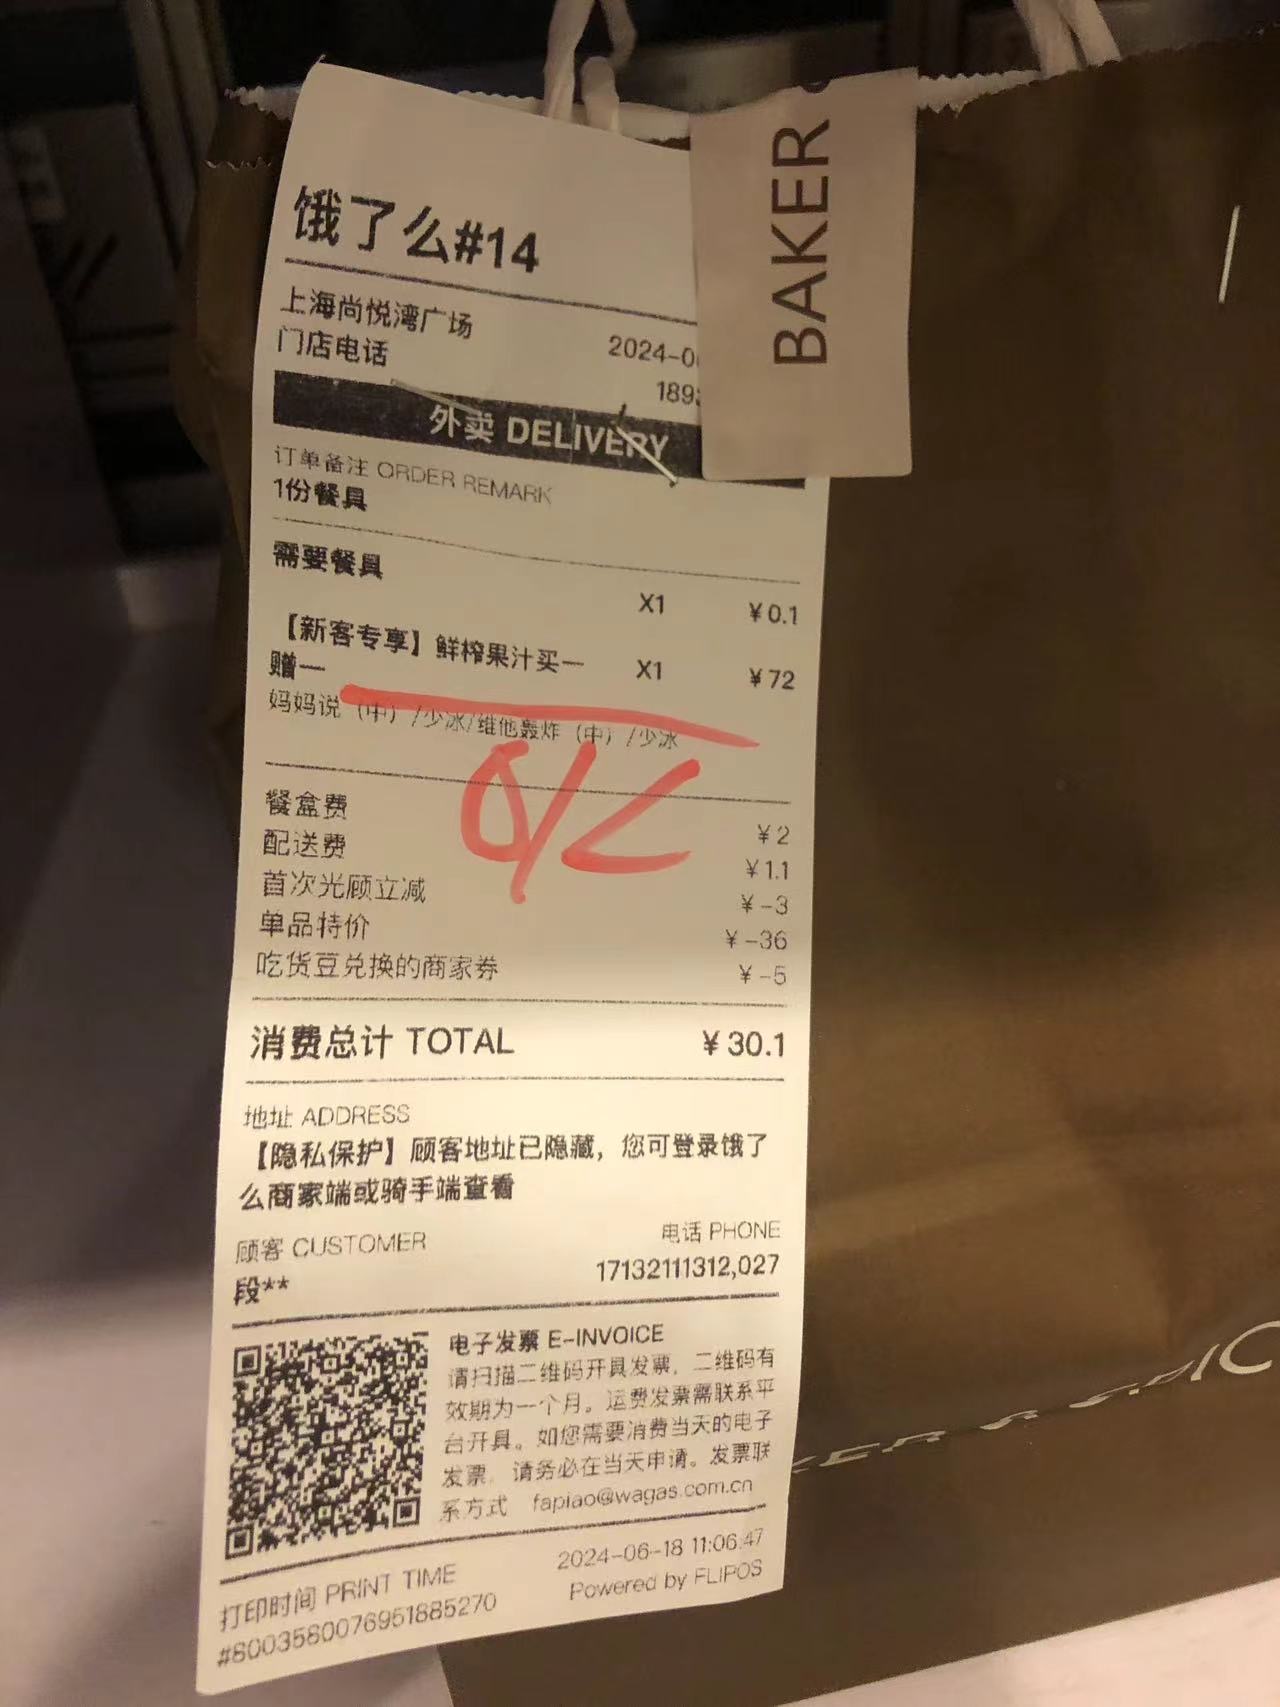 BAKER
饿了么#14
上海尚悦湾广场
门店电话 2024-0
189
外卖 DELIVERY
订单备注 ORDER REMARK
1份餐具
需要餐具
X1 ¥0.1
【新客专享】鲜榨果汁买一 X1 ¥72
赠一
妈妈说（中）/少冰/维他轰炸（中）/少冰
餐盒费 ¥2
配送费 ¥1.1
首次光顾立减 ¥-3
单品特价 ¥-36
吃货豆兑换的商家券 ¥-5
消费总计 TOTAL ¥30.1
地址 ADDRESS
【隐私保护】顾客地址已隐藏，您可登录饿了
么商家端或骑手端查看
顾客 CUSTOMER 电话 PHONE
段** 17132111312,027
电子发票 E-INVOICE
请扫描二维码开具发票，二维码有
效期为一个月。运费发票需联系平
台开具。如您需要消费当天的电子
发票，请务必在当天申请。发票联
系方式 fapiao@wagas.com.cn
打印时间 PRINT TIME 2024-06-18 11:06:47
#8003580076951885270 Powered by FLIPOS